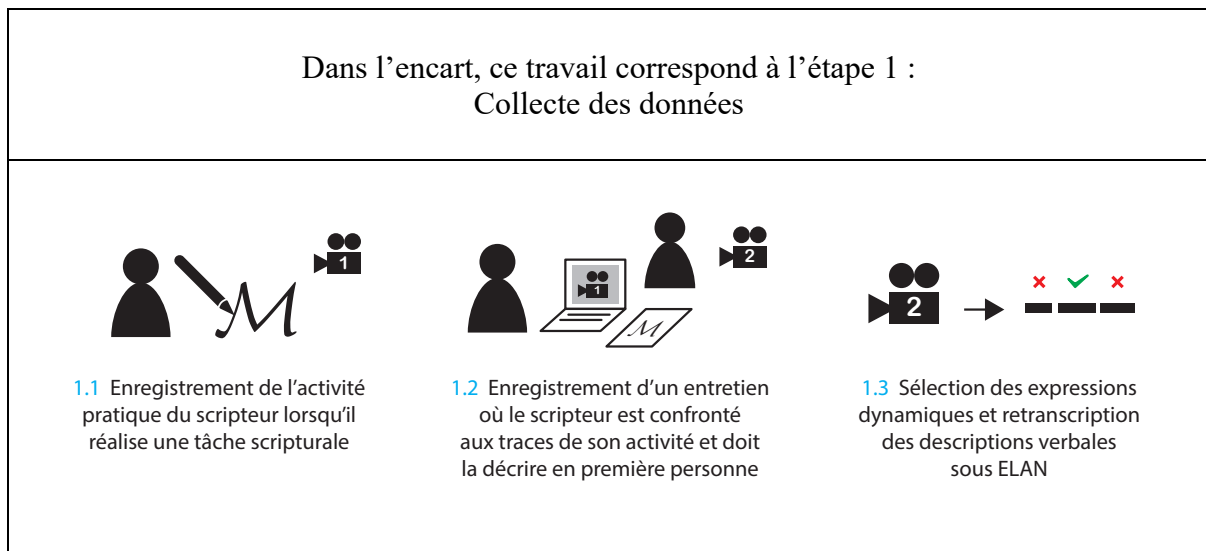 Dans l’encart, ce travail correspond à l’étape 1 :
Collecte des données
1
1
M
2
M
2
1.1 Enregistrement de l’activité
pratique du scripteur lorsqu’il
réalise une tâche scripturale
1.2 Enregistrement d’un entretien
où le scripteur est confronté
aux traces de son activité et doit
la décrire en première personne
1.3 Sélection des expressions
dynamiques et retranscription
des descriptions verbales
sous ELAN